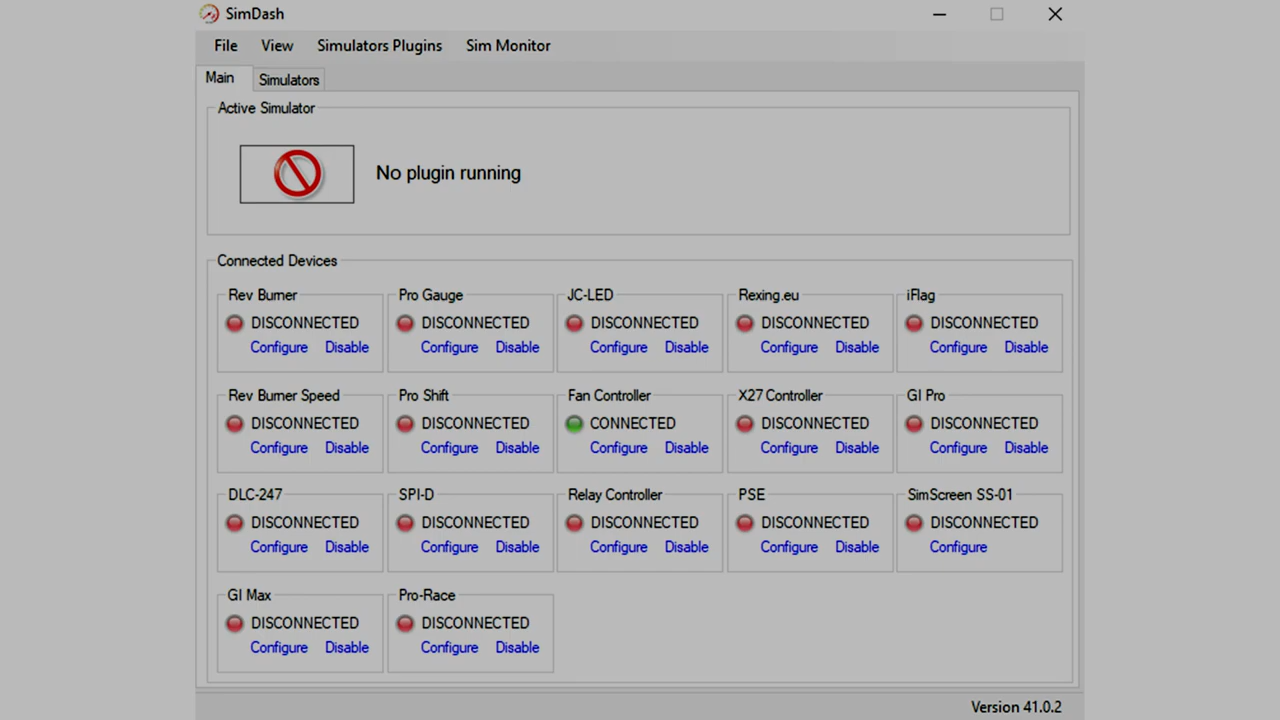 SimDash
File View Simulators Plugins Sim Monitor
Main Simulators
Active Simulator
No plugin running
Connected Devices
Rev Burner Pro Gauge JC-LED Rexing.eu iFlag
DISCONNECTED DISCONNECTED DISCONNECTED DISCONNECTED DISCONNECTED
Configure Disable Configure Disable Configure Disable Configure Disable Configure Disable
Rev Burner Speed Pro Shift Fan Controller X27 Controller GI Pro
DISCONNECTED DISCONNECTED CONNECTED DISCONNECTED DISCONNECTED
Configure Disable Configure Disable Configure Disable Configure Disable Configure Disable
DLC-247 SPI-D Relay Controller PSE SimScreen SS-01
DISCONNECTED DISCONNECTED DISCONNECTED DISCONNECTED DISCONNECTED
Configure Disable Configure Disable Configure Disable Configure Disable Configure
GI Max Pro-Race
DISCONNECTED DISCONNECTED
Configure Disable Configure Disable
Version 41.0.2